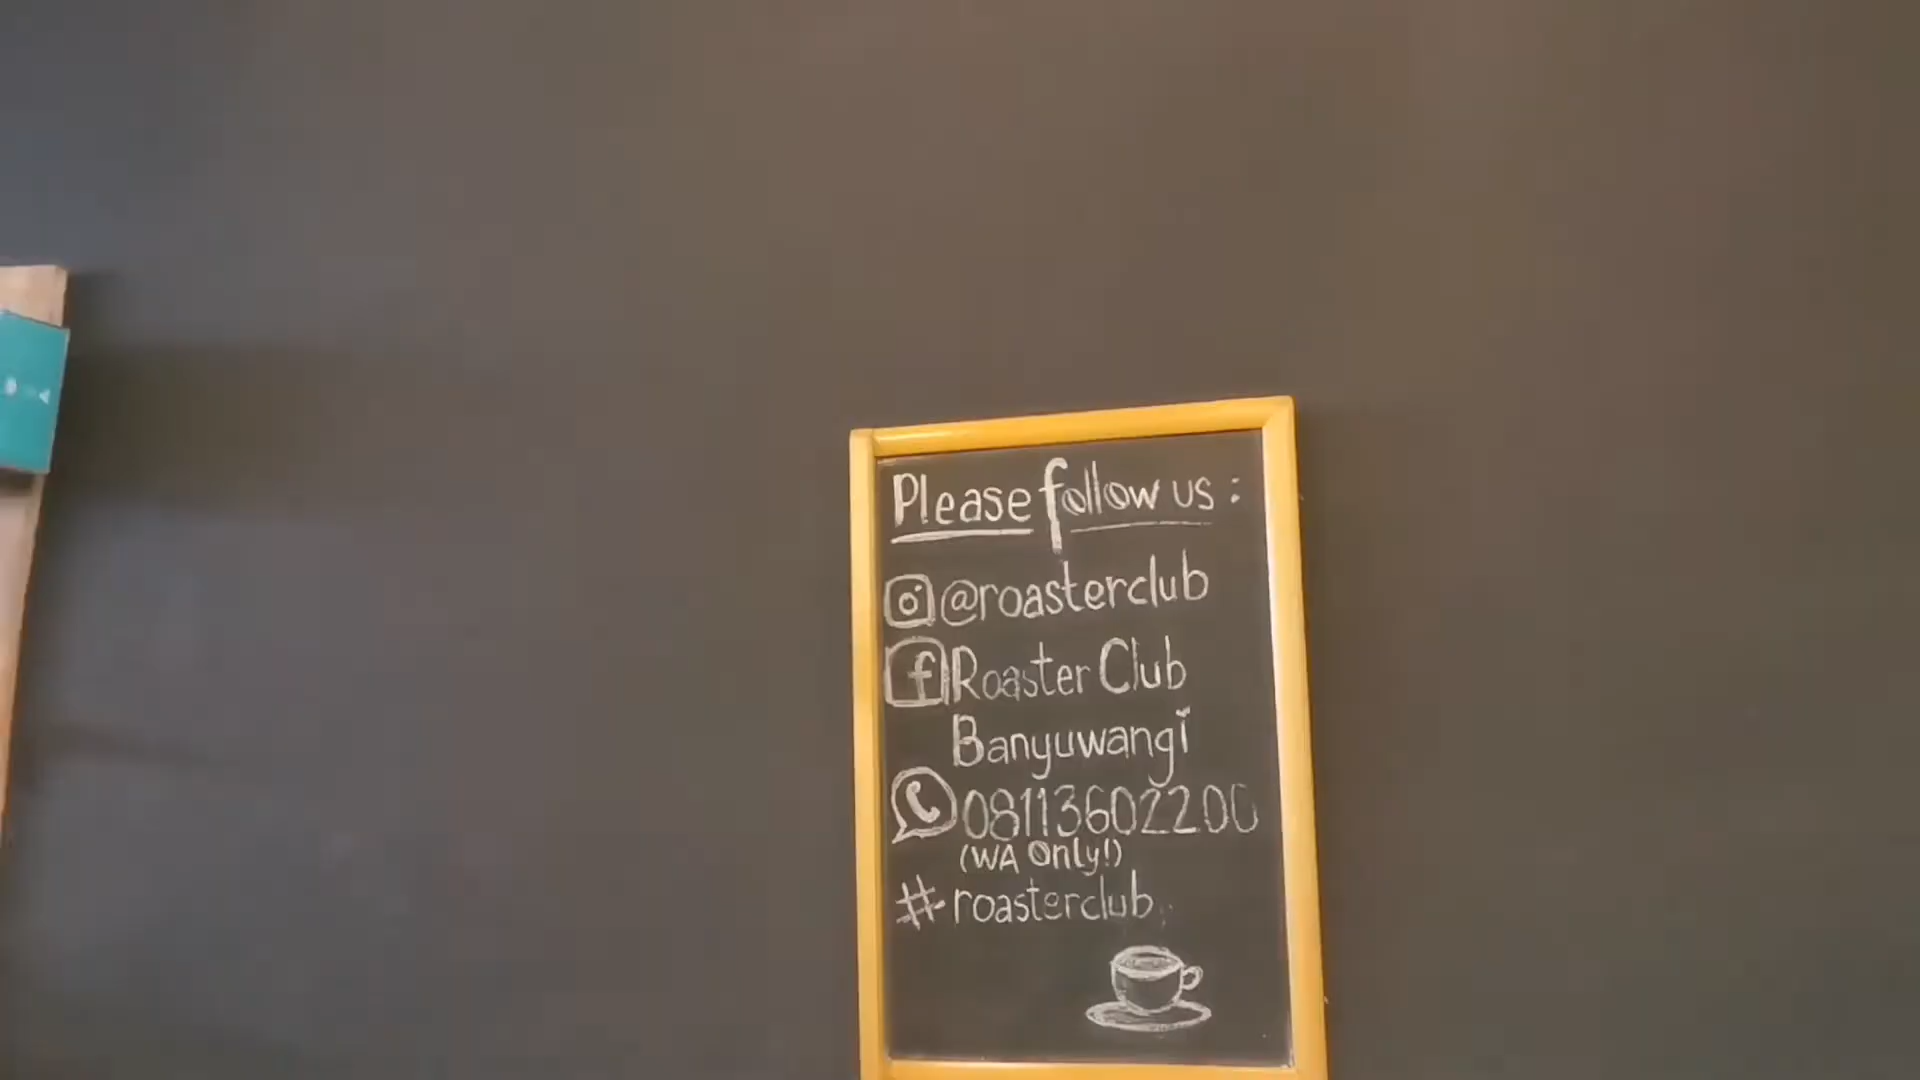 Please follow us :
@roasterclub
Roaster Club
Banyuwangi
08113602200
(WA Only!)
# roasterclub